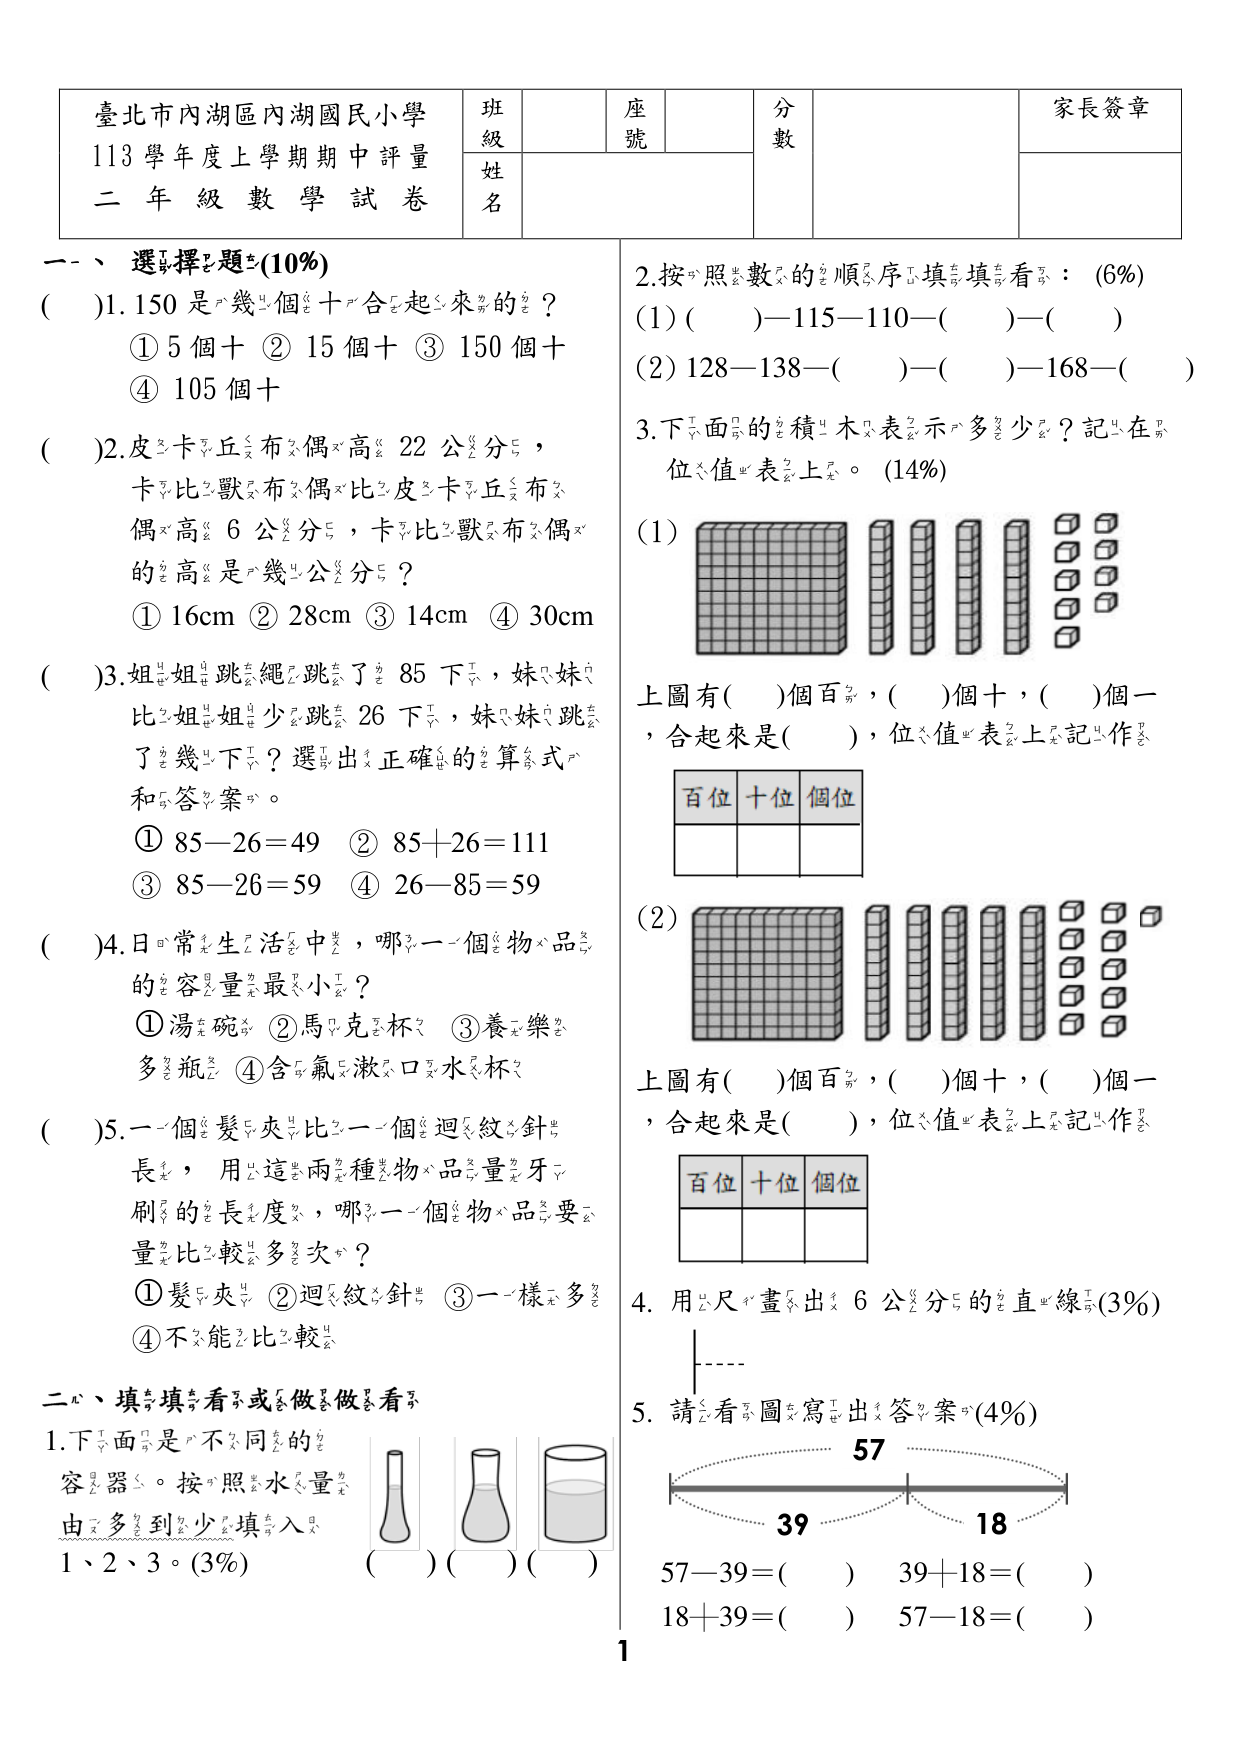 臺北市內湖區內湖國民小學
113 學年度上學期期中評量
二年級數學試卷
班級
座號
姓名
分數
家長簽章
一、 選擇題(10%)
(　)1. 150 是幾個十合起來的？
① 5 個十 ② 15 個十 ③ 150 個十
④ 105 個十
(　)2.皮卡丘布偶高 22 公分，
卡比獸布偶比皮卡丘布
偶高 6 公分，卡比獸布偶
的高是幾公分？
① 16cm ② 28cm ③ 14cm ④ 30cm
(　)3.姐姐跳繩跳了 85 下，妹妹
比姐姐少跳 26 下，妹妹跳
了幾下？選出正確的算式
和答案。
① 85－26＝49 ② 85＋26＝111
③ 85－26＝59 ④ 26－85＝59
(　)4.日常生活中，哪一個物品
的容量最小？
①湯碗 ②馬克杯 ③養樂
多瓶 ④含氟漱口水杯
(　)5.一個髮夾比一個迴紋針
長， 用這兩種物品量牙
刷的長度，哪一個物品要
量比較多次？
①髮夾 ②迴紋針 ③一樣多
④不能比較
二、填填看或做做看
1.下面是不同的
容器。按照水量
由多到少填入
1、2、3。(3%)
(　) (　) (　)
2.按照數的順序填填看： (6%)
(1) (　)—115—110—(　)—(　)
(2) 128—138—(　)—(　)—168—(　)
3.下面的積木表示多少？記在
位值表上。 (14%)
(1)
上圖有(　)個百，(　)個十，(　)個一
，合起來是(　)，位值表上記作
百位 十位 個位
(2)
上圖有(　)個百，(　)個十，(　)個一
，合起來是(　)，位值表上記作
百位 十位 個位
4. 用尺畫出 6 公分的直線(3%)
5. 請看圖寫出答案(4%)
57
39 18
57－39＝(　) 39＋18＝(　)
18＋39＝(　) 57－18＝(　)
1